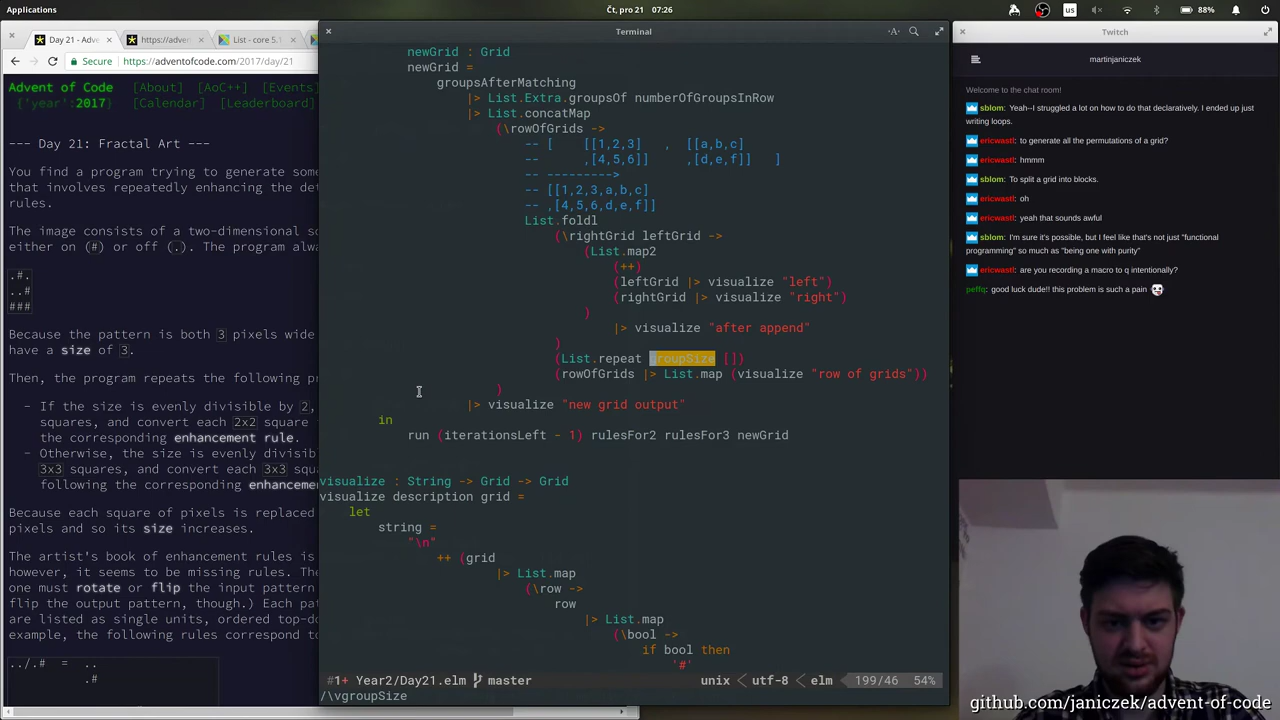 Applications
Čt, pro 21 07:26
us
88%
Day 21 - Adve
https://adven
List - core 5.1
Secure
https://adventofcode.com/2017/day/21
Advent of Code [About] [AoC++] [Events]
{'year':2017} [Calendar] [Leaderboard]
--- Day 21: Fractal Art ---
You find a program trying to generate some
that involves repeatedly enhancing the det
rules.
The image consists of a two-dimensional sq
either on (#) or off (.). The program alwa
.#.
..#
###
Because the pattern is both 3 pixels wide
have a size of 3.
Then, the program repeats the following pr
- If the size is evenly divisible by 2,
squares, and convert each 2x2 square
the corresponding enhancement rule.
- Otherwise, the size is evenly divisib
3x3 squares, and convert each 3x3 s
following the corresponding enhancemen
Because each square of pixels is replaced
pixels and so its size increases.
The artist's book of enhancement rules is
however, it seems to be missing rules. The
one must rotate or flip the input pattern
flip the output pattern, though.) Each pat
are listed as single units, ordered top-do
example, the following rules correspond to
../.#  =  ..
.#
Terminal
newGrid : Grid
newGrid =
groupsAfterMatching
|> List.Extra.groupsOf numberOfGroupsInRow
|> List.concatMap
(\rowOfGrids ->
-- [    [[1,2,3]   ,  [[a,b,c]
--      ,[4,5,6]]     ,[d,e,f]]   ]
-- --------->
-- [[1,2,3,a,b,c]
-- ,[4,5,6,d,e,f]]
List.foldl
(\rightGrid leftGrid ->
(List.map2
(++)
(leftGrid |> visualize "left")
(rightGrid |> visualize "right")
)
|> visualize "after append"
)
(List.repeat groupSize [])
(rowOfGrids |> List.map (visualize "row of grids"))
)
|> visualize "new grid output"
in
run (iterationsLeft - 1) rulesFor2 rulesFor3 newGrid
visualize : String -> Grid -> Grid
visualize description grid =
let
string =
"\n"
++ (grid
|> List.map
(\row ->
row
|> List.map
(\bool ->
if bool then
'#'
#1+ Year2/Day21.elm master unix < utf-8 < elm 199/46 54%
/\vgroupSize
Twitch
martinjaniczek
Welcome to the chat room!
sblom: Yeah--I struggled a lot on how to do that declaratively. I ended up just
writing loops.
ericwastl: to generate all the permutations of a grid?
ericwastl: hmmm
sblom: To split a grid into blocks.
ericwastl: oh
ericwastl: yeah that sounds awful
sblom: I'm sure it's possible, but I feel like that's not just "functional
programming" so much as "being one with purity"
ericwastl: are you recording a macro to q intentionally?
peffq: good luck dude!! this problem is such a pain
github.com/janiczek/advent-of-code